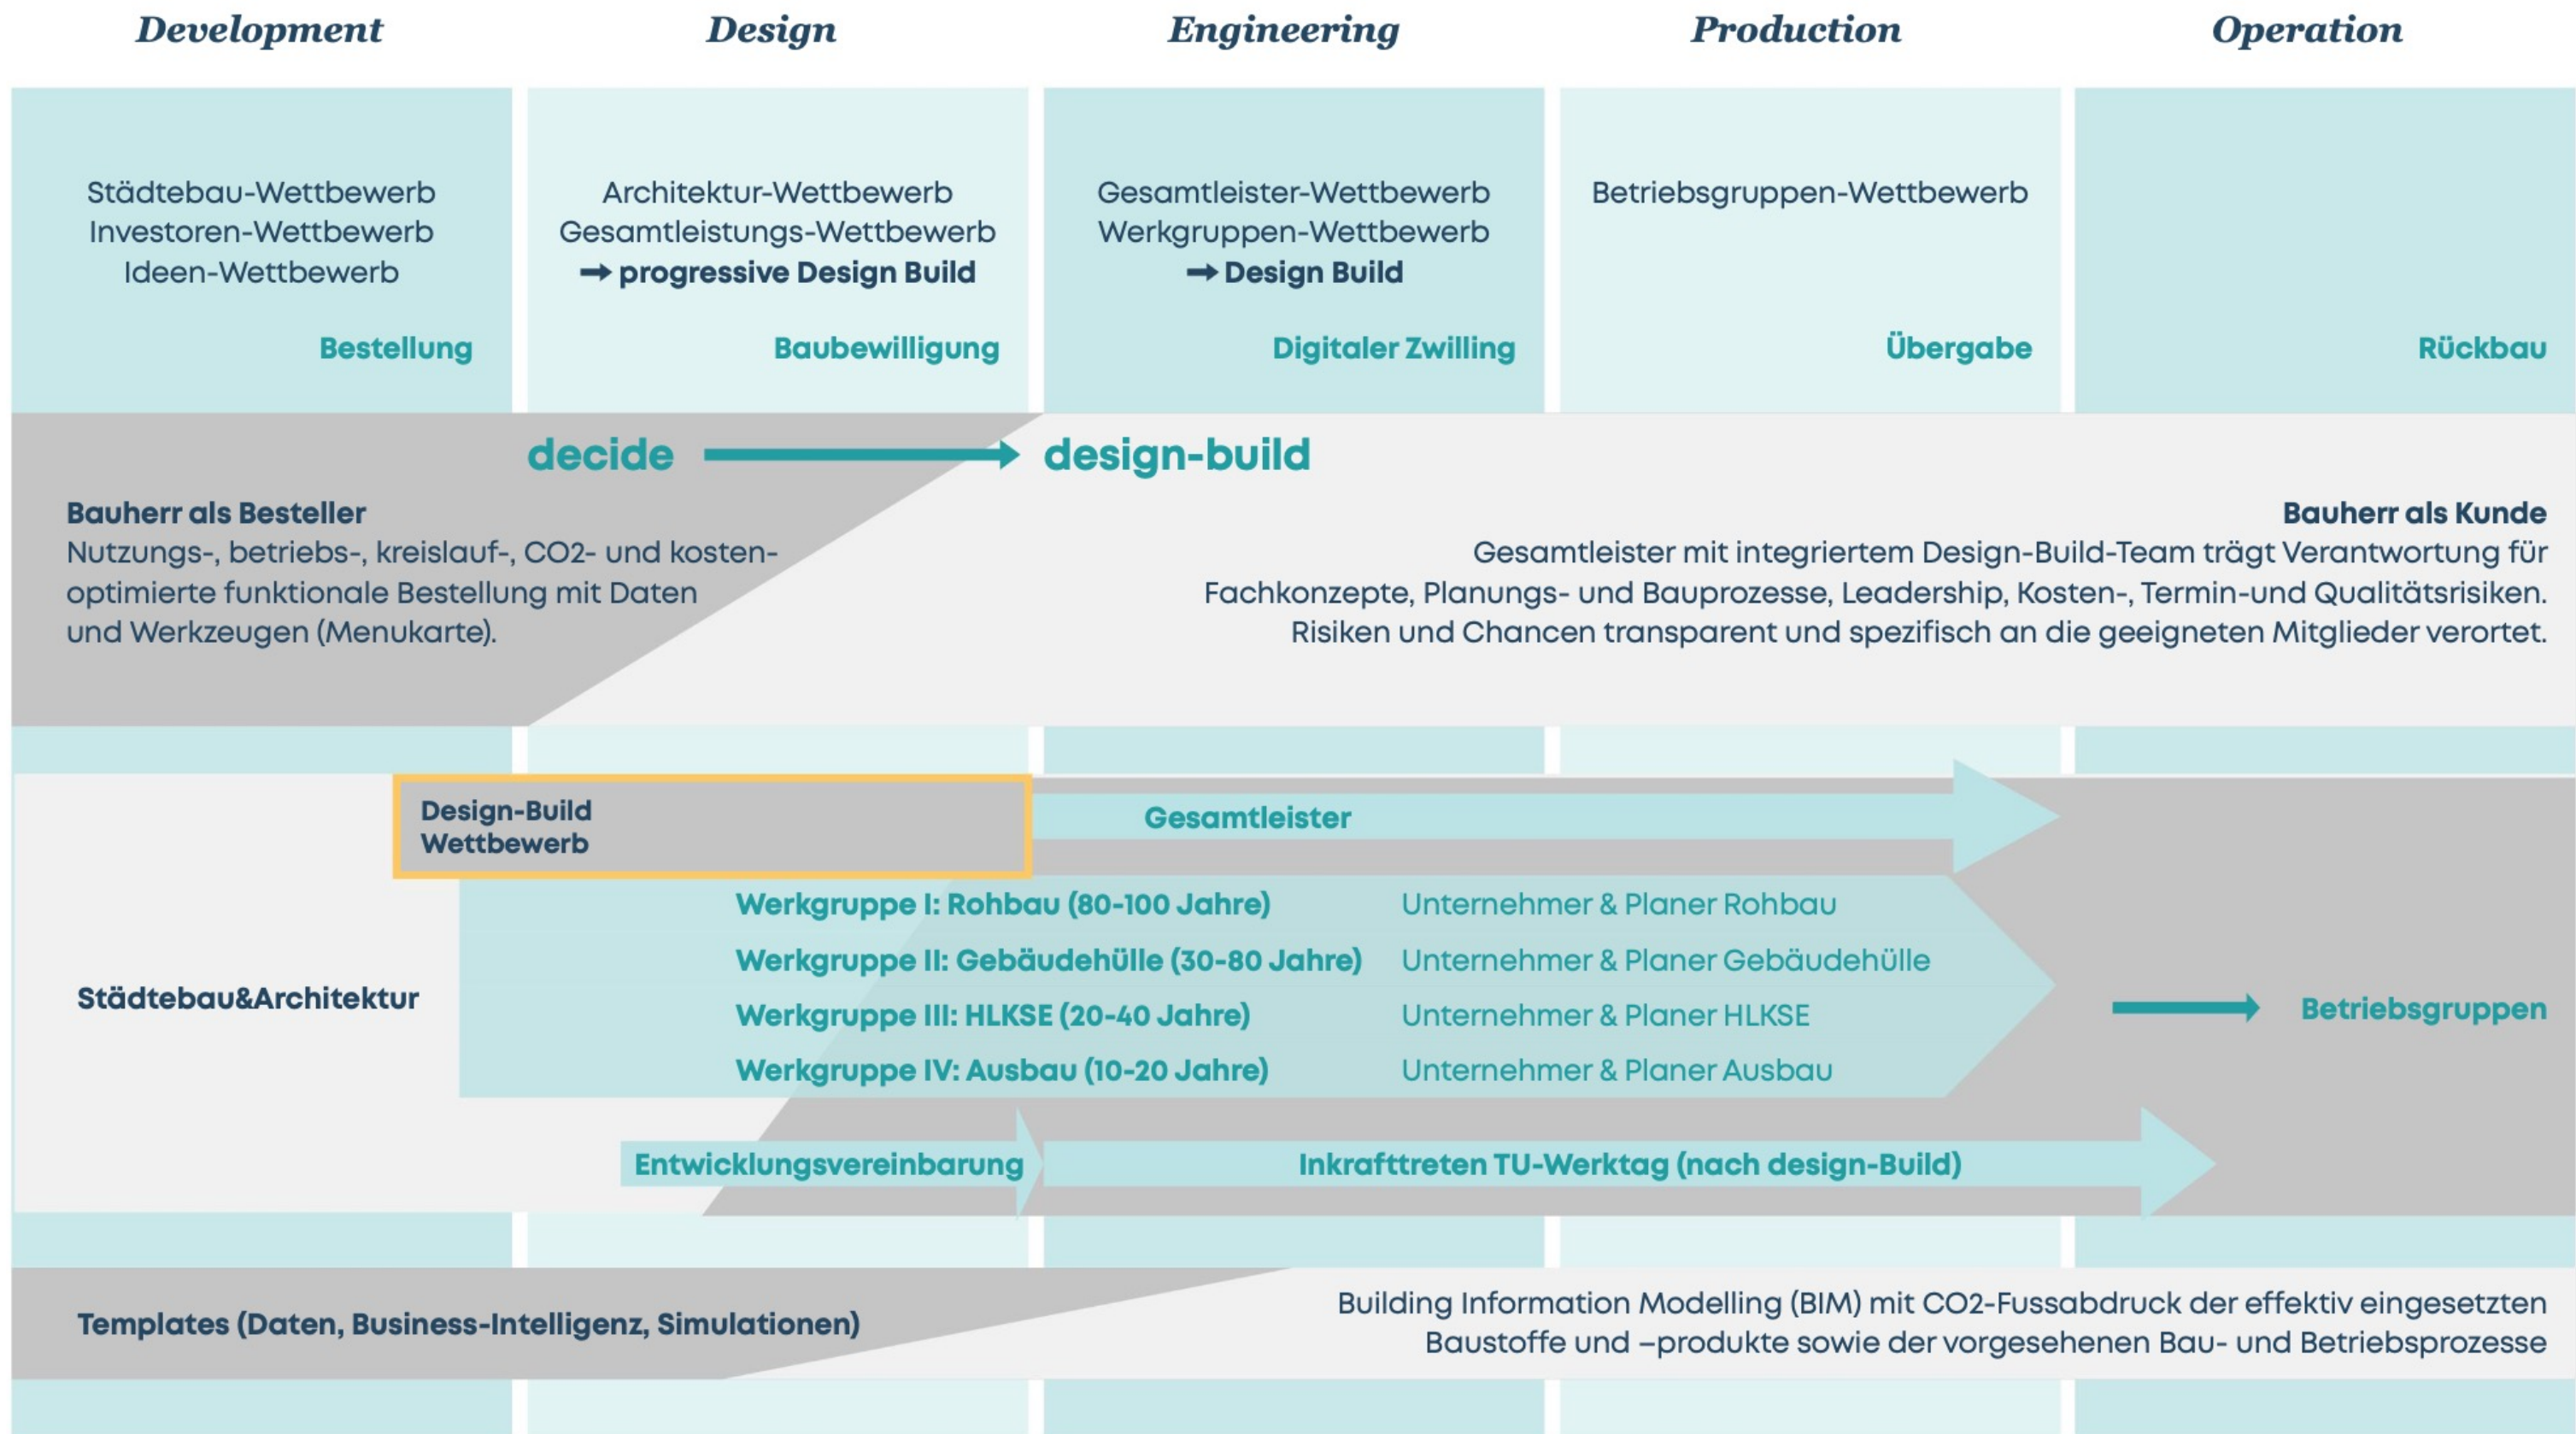 Development
Design
Engineering
Production
Operation
Städtebau-Wettbewerb
Investoren-Wettbewerb
Ideen-Wettbewerb
Bestellung
Architektur-Wettbewerb
Gesamtleistungs-Wettbewerb
→ progressive Design Build
Baubewilligung
Gesamtleister-Wettbewerb
Werkgruppen-Wettbewerb
→ Design Build
Digitaler Zwilling
Betriebsgruppen-Wettbewerb
Übergabe
Rückbau
decide
design-build
Bauherr als Besteller
Nutzungs-, betriebs-, kreislauf-, CO2- und kosten-
optimierte funktionale Bestellung mit Daten
und Werkzeugen (Menukarte).
Bauherr als Kunde
Gesamtleister mit integriertem Design-Build-Team trägt Verantwortung für
Fachkonzepte, Planungs- und Bauprozesse, Leadership, Kosten-, Termin-und Qualitätsrisiken.
Risiken und Chancen transparent und spezifisch an die geeigneten Mitglieder verortet.
Design-Build
Wettbewerb
Gesamtleister
Städtebau&Architektur
Werkgruppe I: Rohbau (80-100 Jahre)
Unternehmer & Planer Rohbau
Werkgruppe II: Gebäudehülle (30-80 Jahre)
Unternehmer & Planer Gebäudehülle
Werkgruppe III: HLKSE (20-40 Jahre)
Unternehmer & Planer HLKSE
Werkgruppe IV: Ausbau (10-20 Jahre)
Unternehmer & Planer Ausbau
Betriebsgruppen
Entwicklungsvereinbarung
Inkrafttreten TU-Werktag (nach design-Build)
Templates (Daten, Business-Intelligenz, Simulationen)
Building Information Modelling (BIM) mit CO2-Fussabdruck der effektiv eingesetzten
Baustoffe und –produkte sowie der vorgesehenen Bau- und Betriebsprozesse